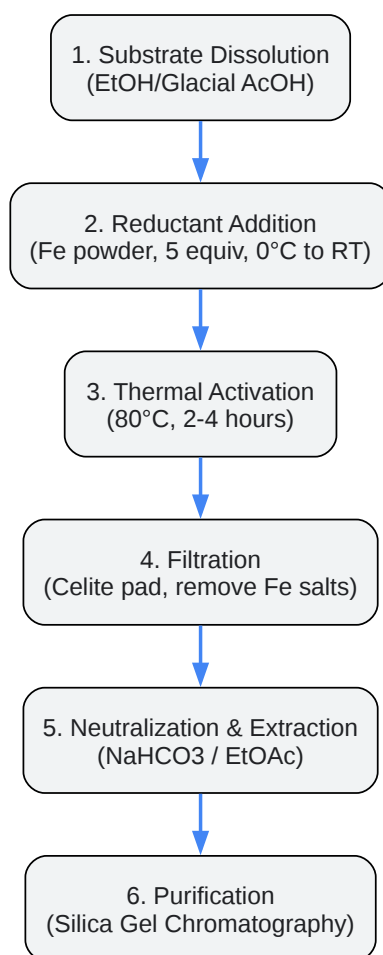 1. Substrate Dissolution
(EtOH/Glacial AcOH)
2. Reductant Addition
(Fe powder, 5 equiv, 0°C to RT)
3. Thermal Activation
(80°C, 2-4 hours)
4. Filtration
(Celite pad, remove Fe salts)
5. Neutralization & Extraction
(NaHCO3 / EtOAc)
6. Purification
(Silica Gel Chromatography)